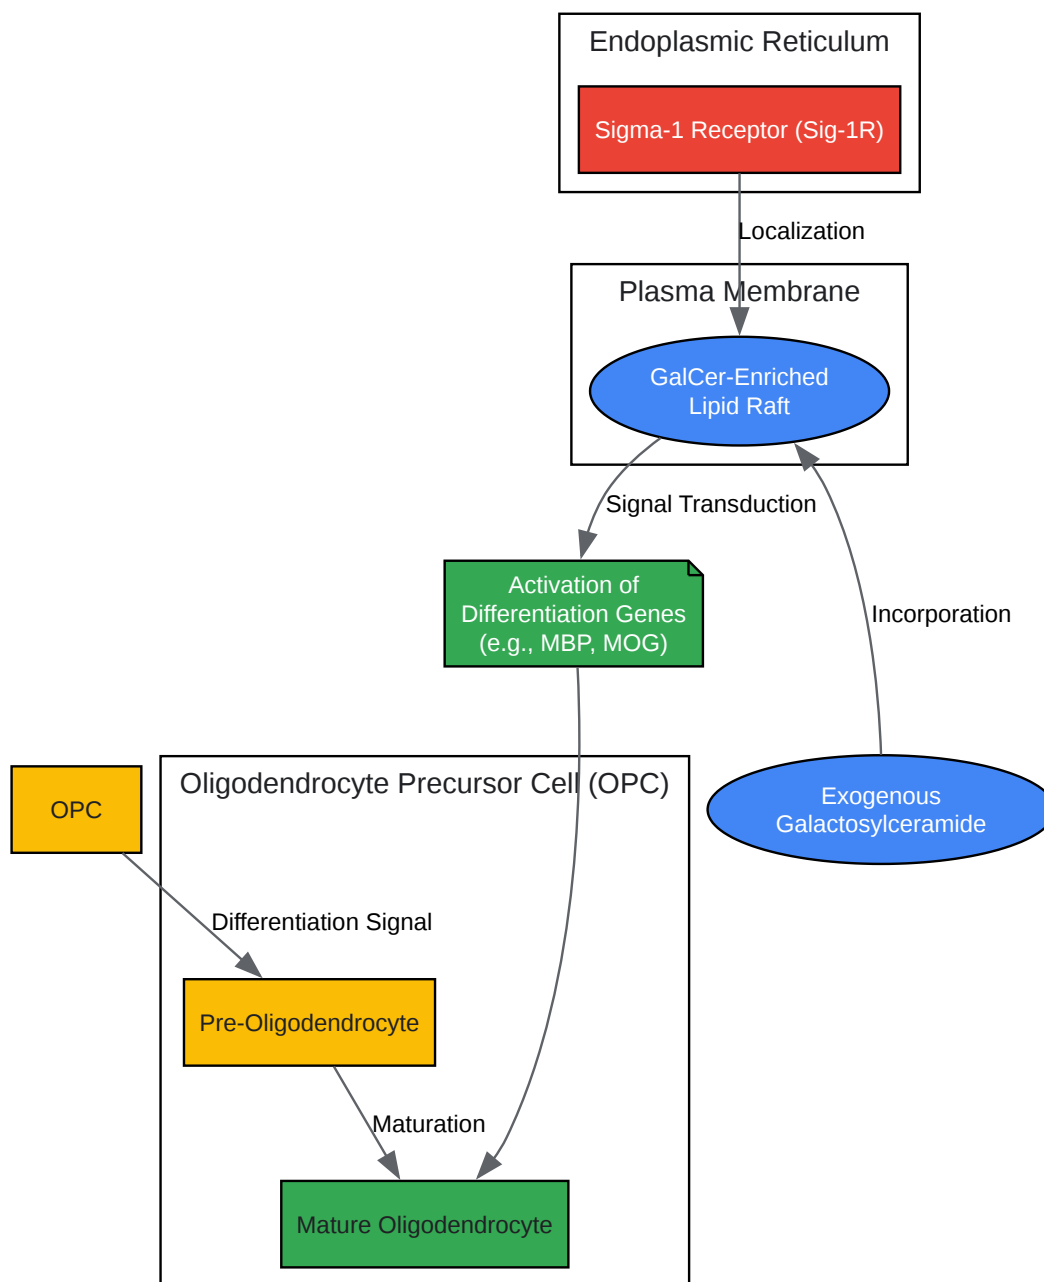 Endoplasmic Reticulum
Sigma-1 Receptor (Sig-1R)
Localization
Plasma Membrane
GalCer-Enriched
Lipid Raft
Signal Transduction
Activation of
Differentiation Genes
(e.g., MBP, MOG)
Incorporation
Oligodendrocyte Precursor Cell (OPC)
OPC
Exogenous
Galactosylceramide
Differentiation Signal
Pre-Oligodendrocyte
Maturation
Mature Oligodendrocyte